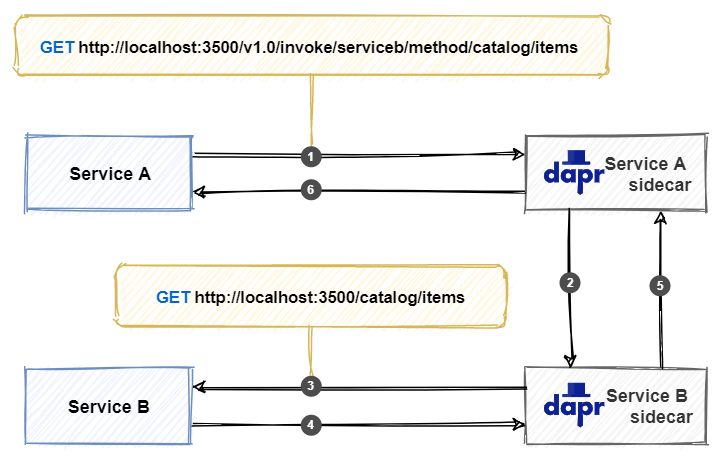 GET http://localhost:3500/v1.0/invoke/serviceb/method/catalog/items
Service A
1
6
dapr
Service A
sidecar
2
5
GET http://localhost:3500/catalog/items
Service B
3
4
dapr
Service B
sidecar